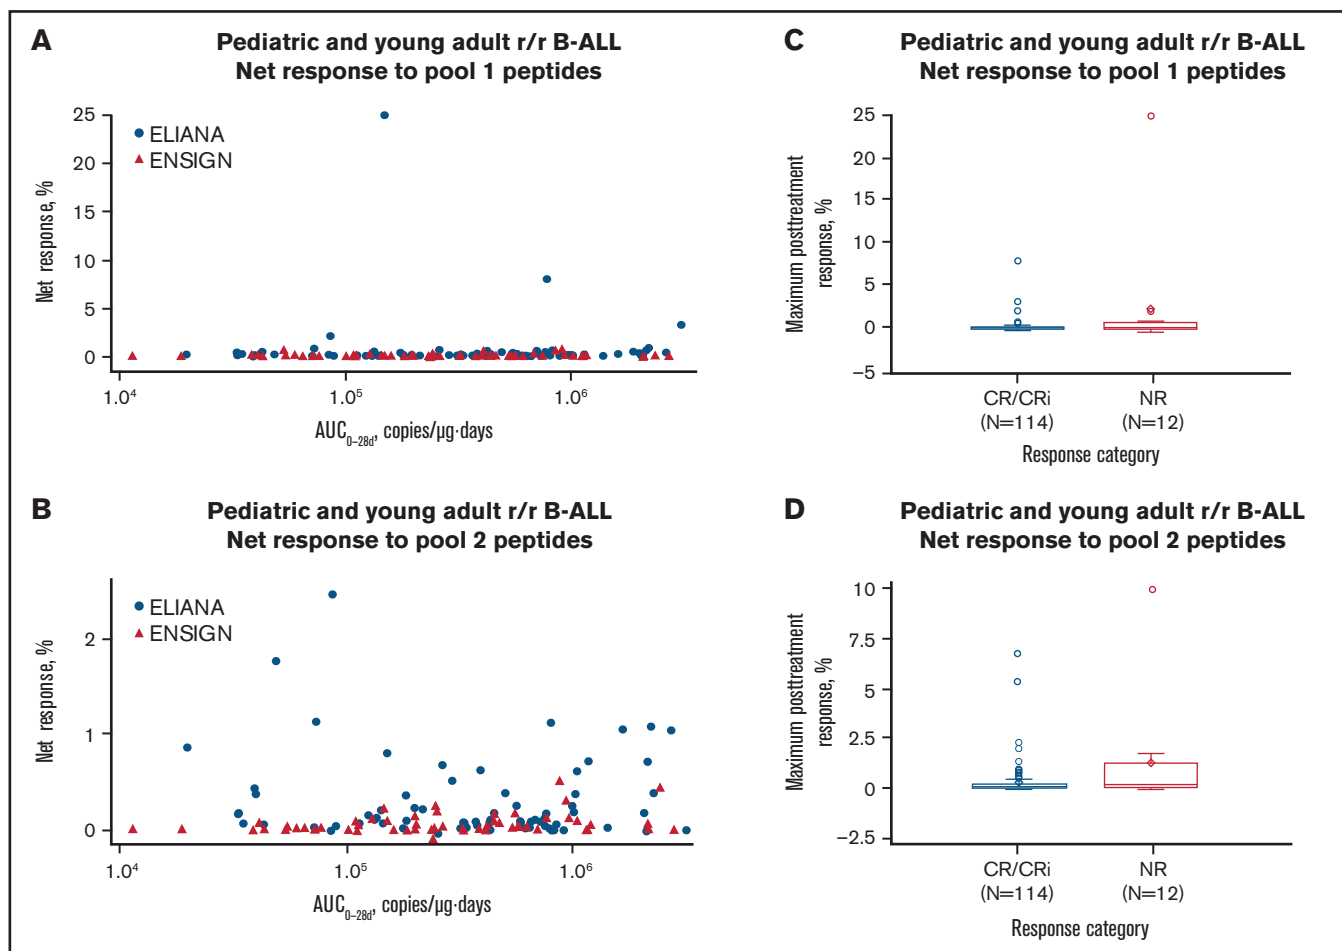 A
Pediatric and young adult r/r B-ALL
Net response to pool 1 peptides
25
20
15
10
5
0
Net response, %
ELIANA
ENSIGN
1.0⁴
1.0⁵
1.0⁶
AUC₀₋₂₈d, copies/µg·days
C
Pediatric and young adult r/r B-ALL
Net response to pool 1 peptides
25
20
15
10
5
0
−5
Maximum posttreatment
response, %
CR/CRi
(N=114)
NR
(N=12)
Response category
B
Pediatric and young adult r/r B-ALL
Net response to pool 2 peptides
2
1
0
Net response, %
ELIANA
ENSIGN
1.0⁴
1.0⁵
1.0⁶
AUC₀₋₂₈d, copies/µg·days
D
Pediatric and young adult r/r B-ALL
Net response to pool 2 peptides
10
7.5
5
2.5
0
−2.5
Maximum posttreatment
response, %
CR/CRi
(N=114)
NR
(N=12)
Response category